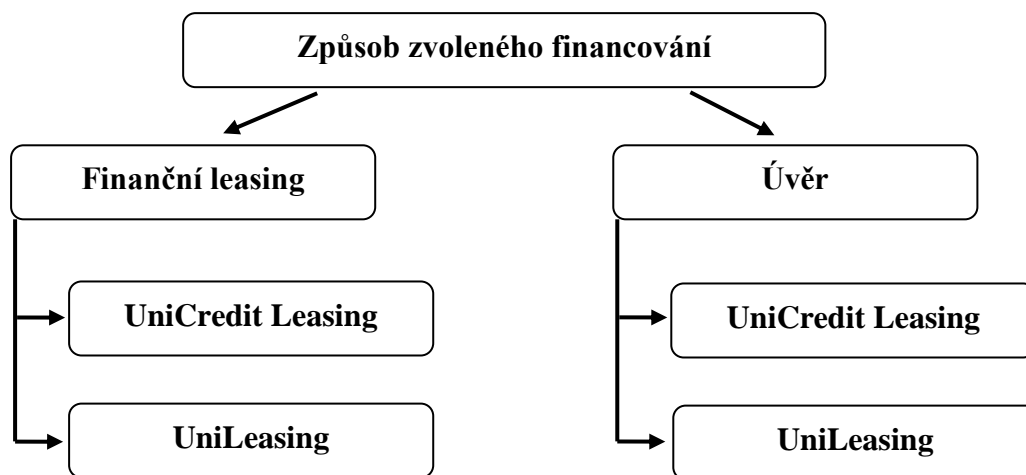 Způsob zvoleného financování
Finanční leasing
Úvěr
UniCredit Leasing
UniCredit Leasing
UniLeasing
UniLeasing